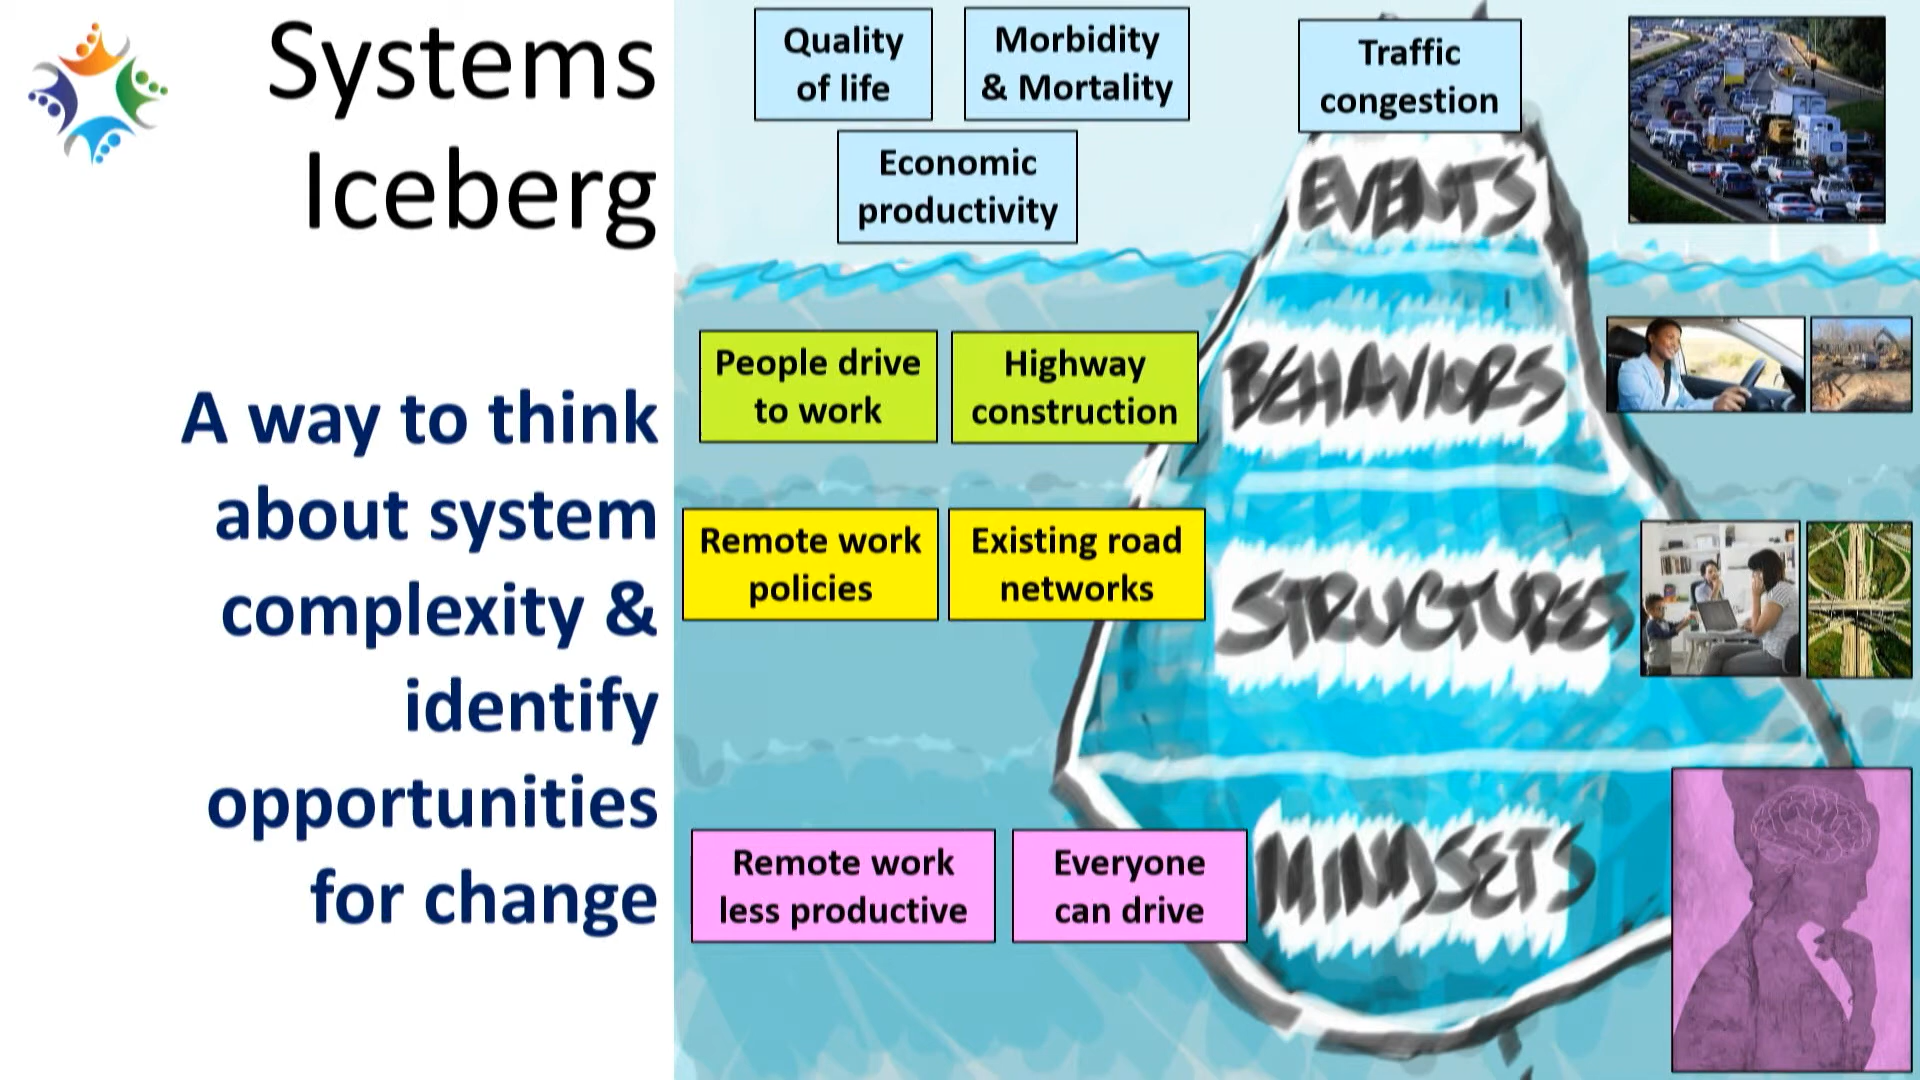 Systems
Iceberg
A way to think
about system
complexity &
identify
opportunities
for change
Quality
of life
Morbidity
& Mortality
Economic
productivity
Traffic
congestion
EVENTS
People drive
to work
Highway
construction
BEHAVIORS
Remote work
policies
Existing road
networks
STRUCTURES
Remote work
less productive
Everyone
can drive
MINDSETS